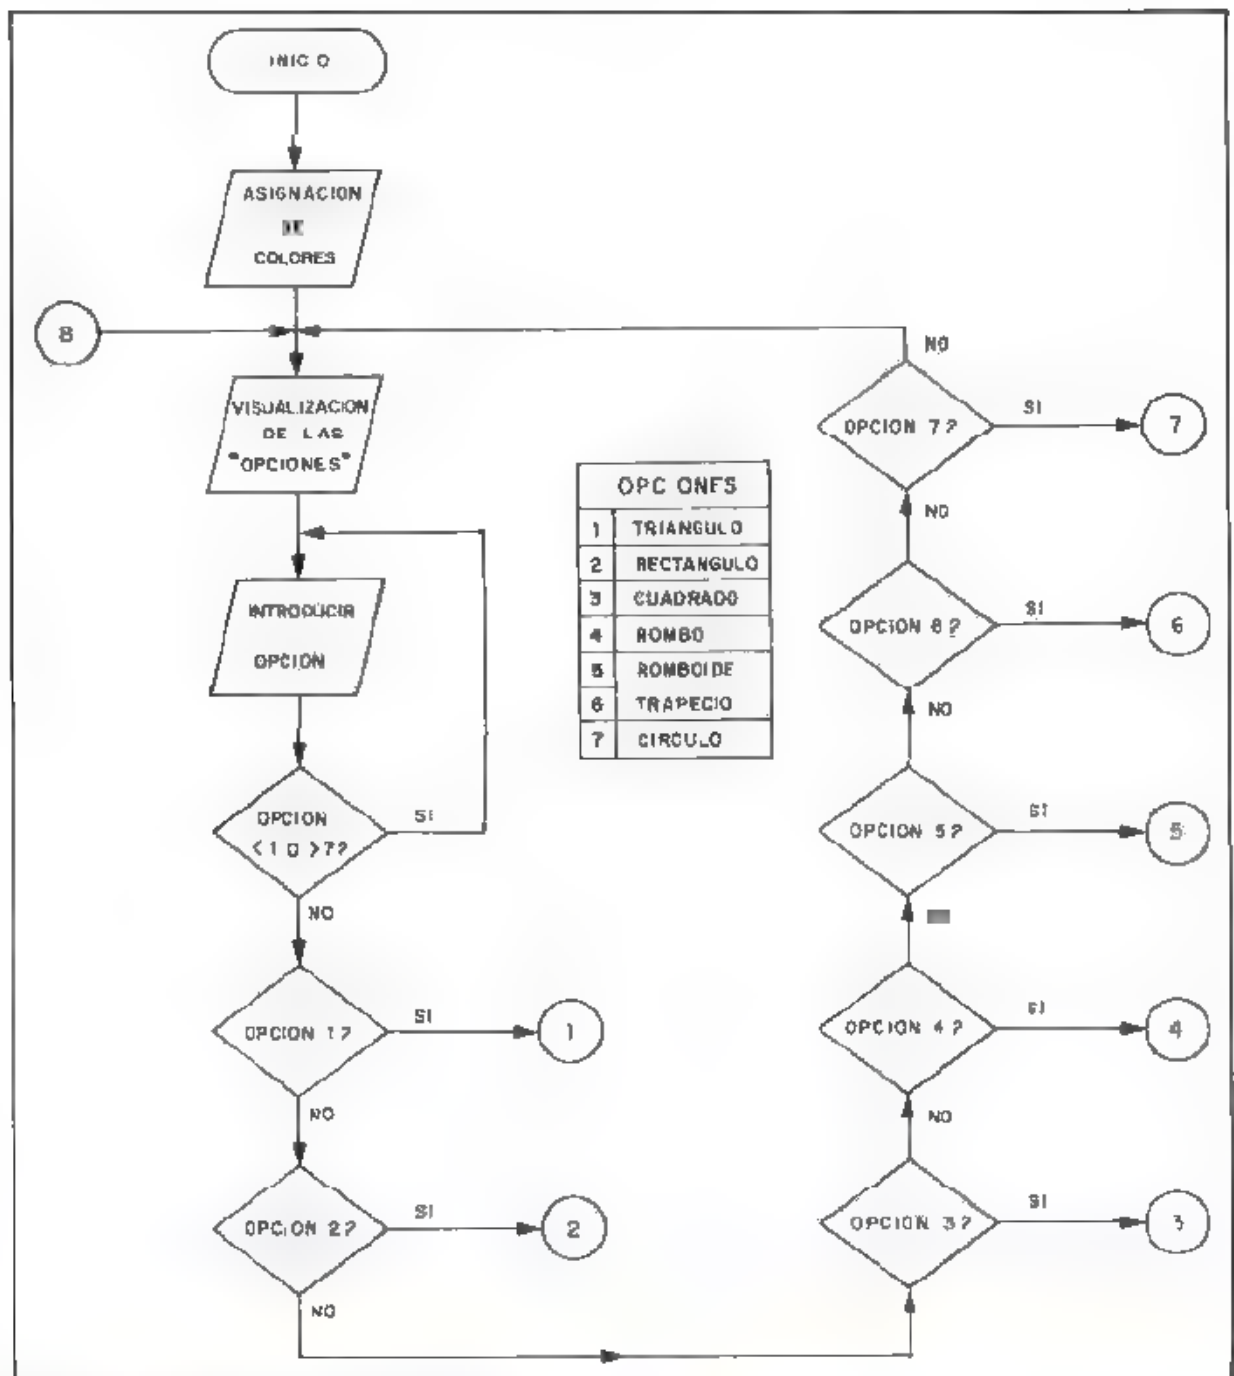 INICIO
ASIGNACION
DE
COLORES
8
VISUALIZACION
DE LAS
"OPCIONES"
INTRODUCIR
OPCION
OPCION
<1 O >7?
SI
NO
OPCION 1?
SI
1
NO
OPCION 2?
SI
2
NO
OPCIONES
1 TRIANGULO
2 RECTANGULO
3 CUADRADO
4 ROMBO
5 ROMBOIDE
6 TRAPECIO
7 CIRCULO
NO
OPCION 7?
SI
7
NO
OPCION 6?
SI
6
NO
OPCION 5?
SI
5
OPCION 4?
SI
4
NO
OPCION 3?
SI
3